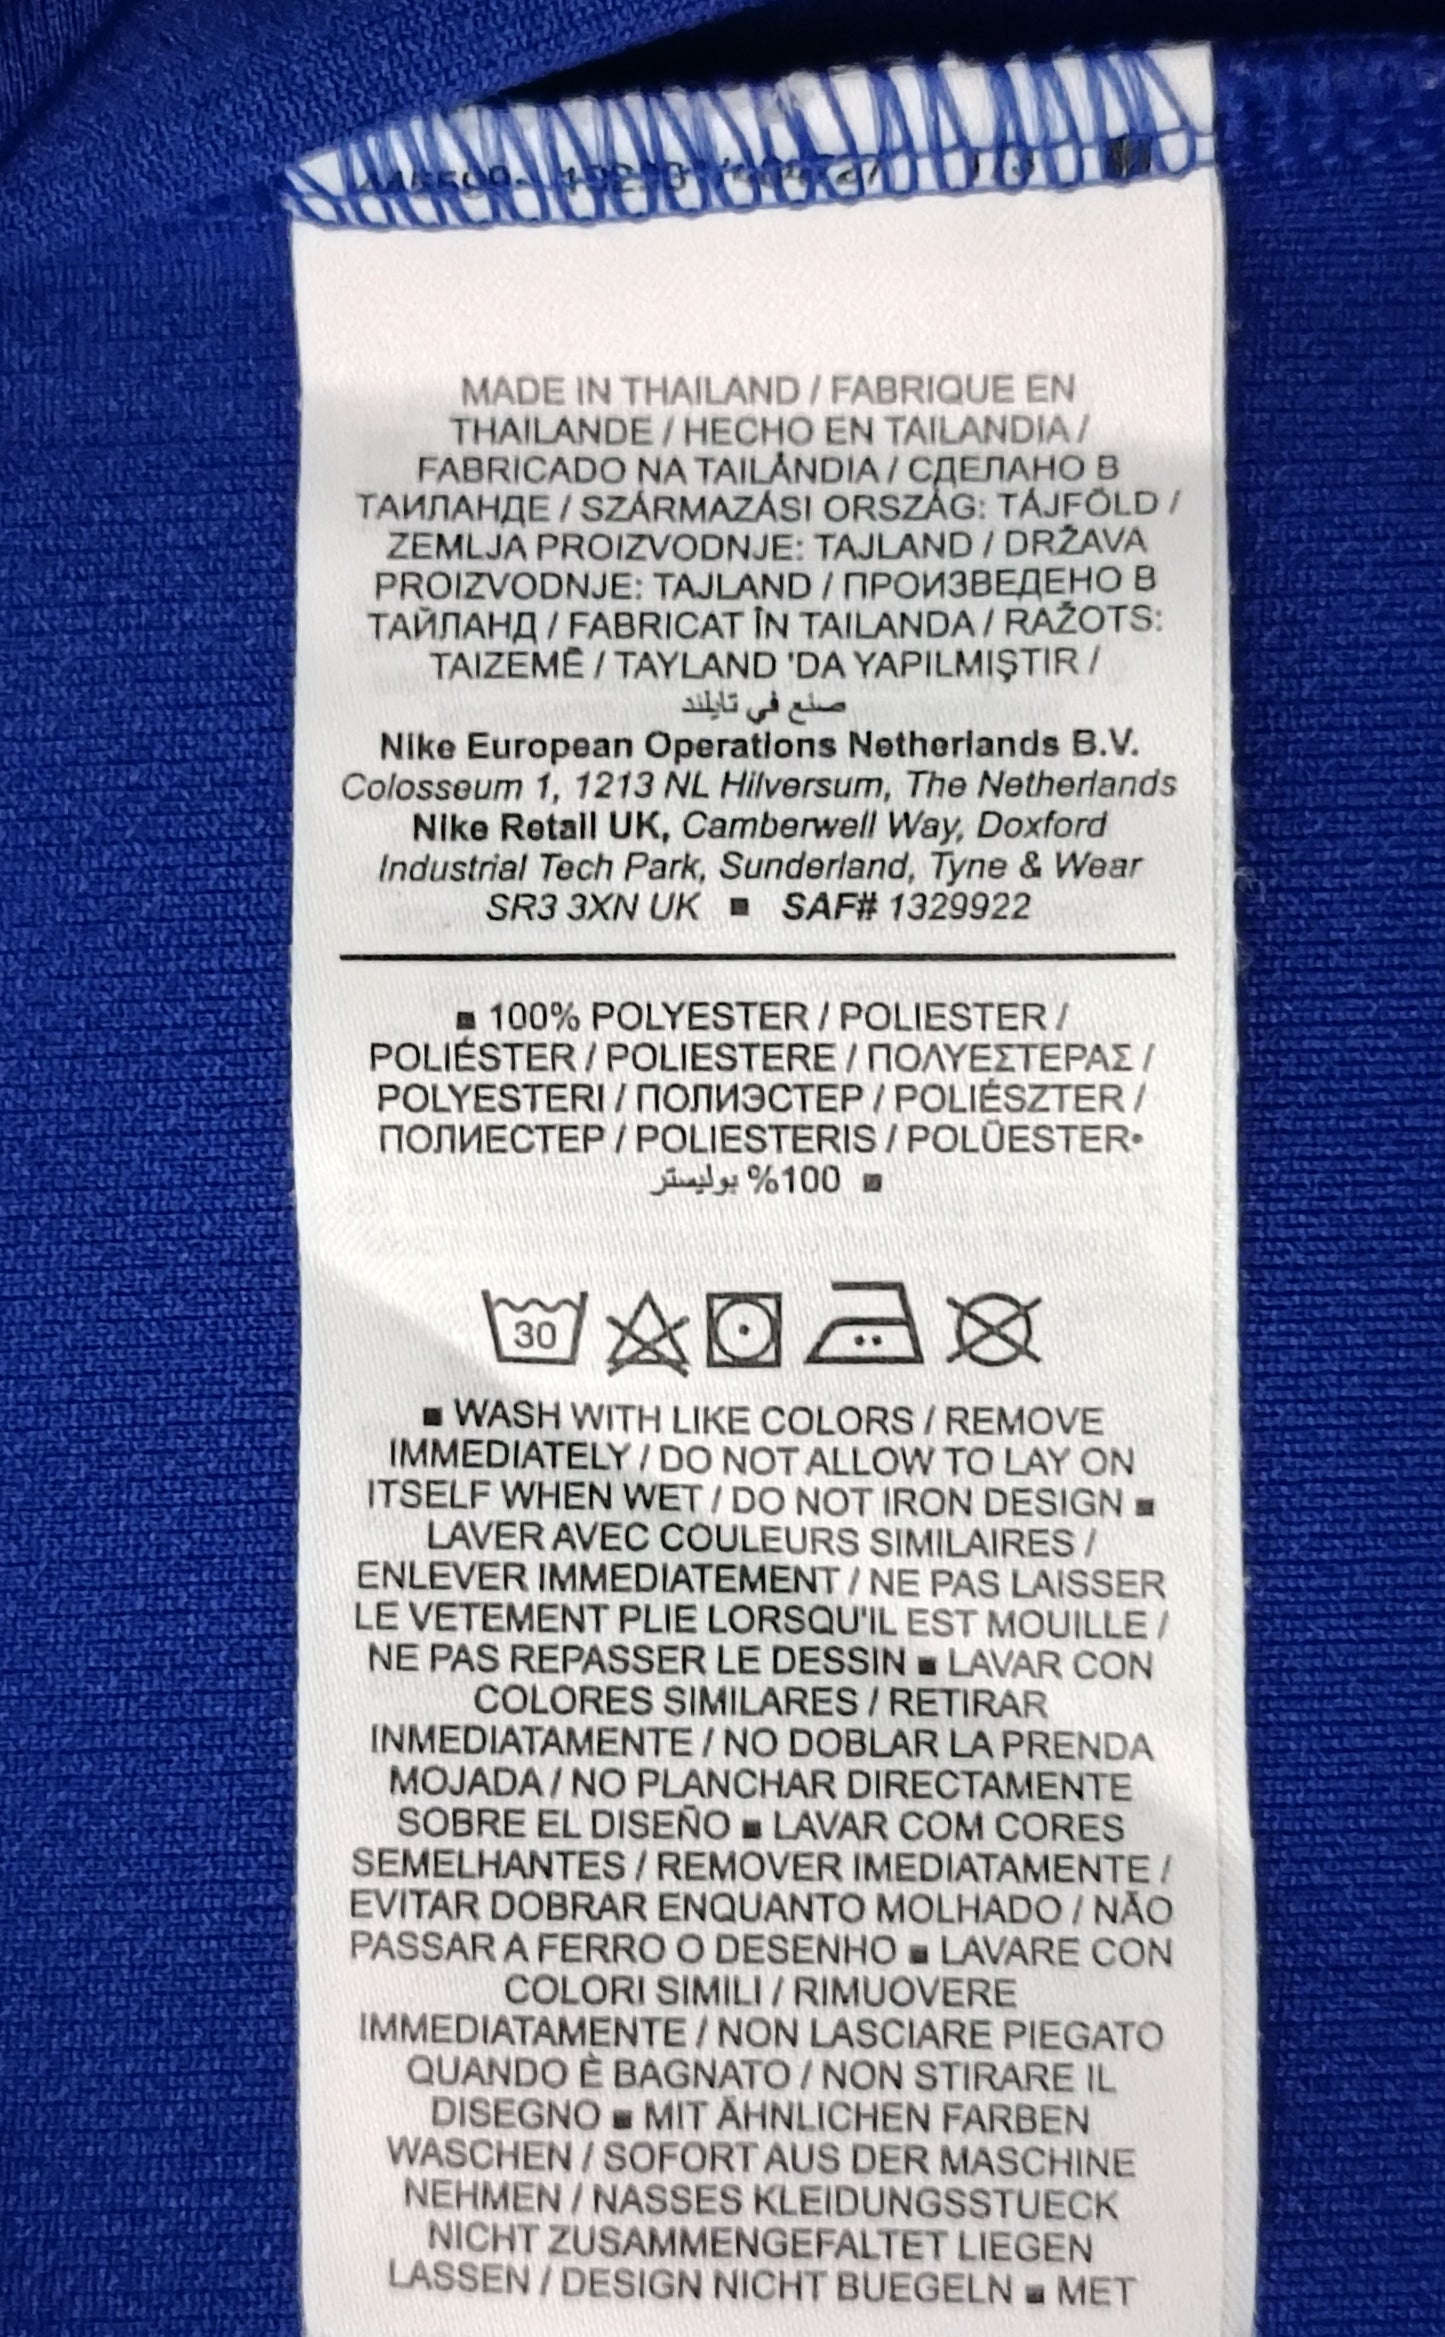 MADE IN THAILAND / FABRIQUE EN
THAILANDE / HECHO EN TAILANDIA /
FABRICADO NA TAILÂNDIA / СДЕЛАНО В
ТАИЛАНДЕ / SZÁRMAZÁSI ORSZÁG: TÁJFÖLD /
ZEMLJA PROIZVODNJE: TAJLAND / DRŽAVA
PROIZVODNJE: TAJLAND / ПРОИЗВЕДЕНО В
ТАЙЛАНД / FABRICAT ÎN TAILANDA / RAŽOTS:
TAIZEMĒ / TAYLAND 'DA YAPILMIŞTIR /
صنع في تايلند
Nike European Operations Netherlands B.V.
Colosseum 1, 1213 NL Hilversum, The Netherlands
Nike Retail UK, Camberwell Way, Doxford
Industrial Tech Park, Sunderland, Tyne & Wear
SR3 3XN UK ■ SAF# 1329922
■ 100% POLYESTER / POLIESTER /
POLIÉSTER / POLIESTERE / ΠΟΛΥΕΣΤΕΡΑΣ /
POLYESTERI / ПОЛИЭСТЕР / POLIÉSZTER /
ПОЛИЕСТЕР / POLIESTERIS / POLÜESTER•
■ 100% بوليستر
30
■ WASH WITH LIKE COLORS / REMOVE
IMMEDIATELY / DO NOT ALLOW TO LAY ON
ITSELF WHEN WET / DO NOT IRON DESIGN ■
LAVER AVEC COULEURS SIMILAIRES /
ENLEVER IMMEDIATEMENT / NE PAS LAISSER
LE VETEMENT PLIE LORSQU'IL EST MOUILLE /
NE PAS REPASSER LE DESSIN ■ LAVAR CON
COLORES SIMILARES / RETIRAR
INMEDIATAMENTE / NO DOBLAR LA PRENDA
MOJADA / NO PLANCHAR DIRECTAMENTE
SOBRE EL DISEÑO ■ LAVAR COM CORES
SEMELHANTES / REMOVER IMEDIATAMENTE /
EVITAR DOBRAR ENQUANTO MOLHADO / NÃO
PASSAR A FERRO O DESENHO ■ LAVARE CON
COLORI SIMILI / RIMUOVERE
IMMEDIATAMENTE / NON LASCIARE PIEGATO
QUANDO È BAGNATO / NON STIRARE IL
DISEGNO ■ MIT ÄHNLICHEN FARBEN
WASCHEN / SOFORT AUS DER MASCHINE
NEHMEN / NASSES KLEIDUNGSSTUECK
NICHT ZUSAMMENGEFALTET LIEGEN
LASSEN / DESIGN NICHT BUEGELN ■ MET